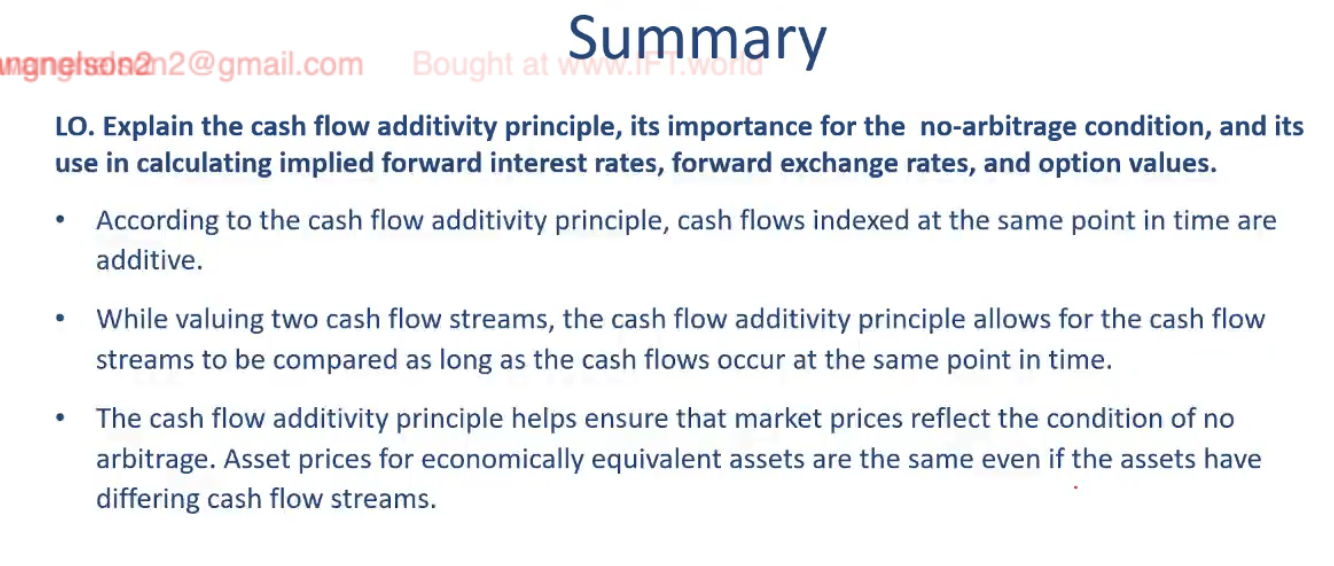 Summary
n2@gmail.com Bought at www.IFT.world
LO. Explain the cash flow additivity principle, its importance for the no-arbitrage condition, and its
use in calculating implied forward interest rates, forward exchange rates, and option values.
• According to the cash flow additivity principle, cash flows indexed at the same point in time are
additive.
• While valuing two cash flow streams, the cash flow additivity principle allows for the cash flow
streams to be compared as long as the cash flows occur at the same point in time.
• The cash flow additivity principle helps ensure that market prices reflect the condition of no
arbitrage. Asset prices for economically equivalent assets are the same even if the assets have
differing cash flow streams.